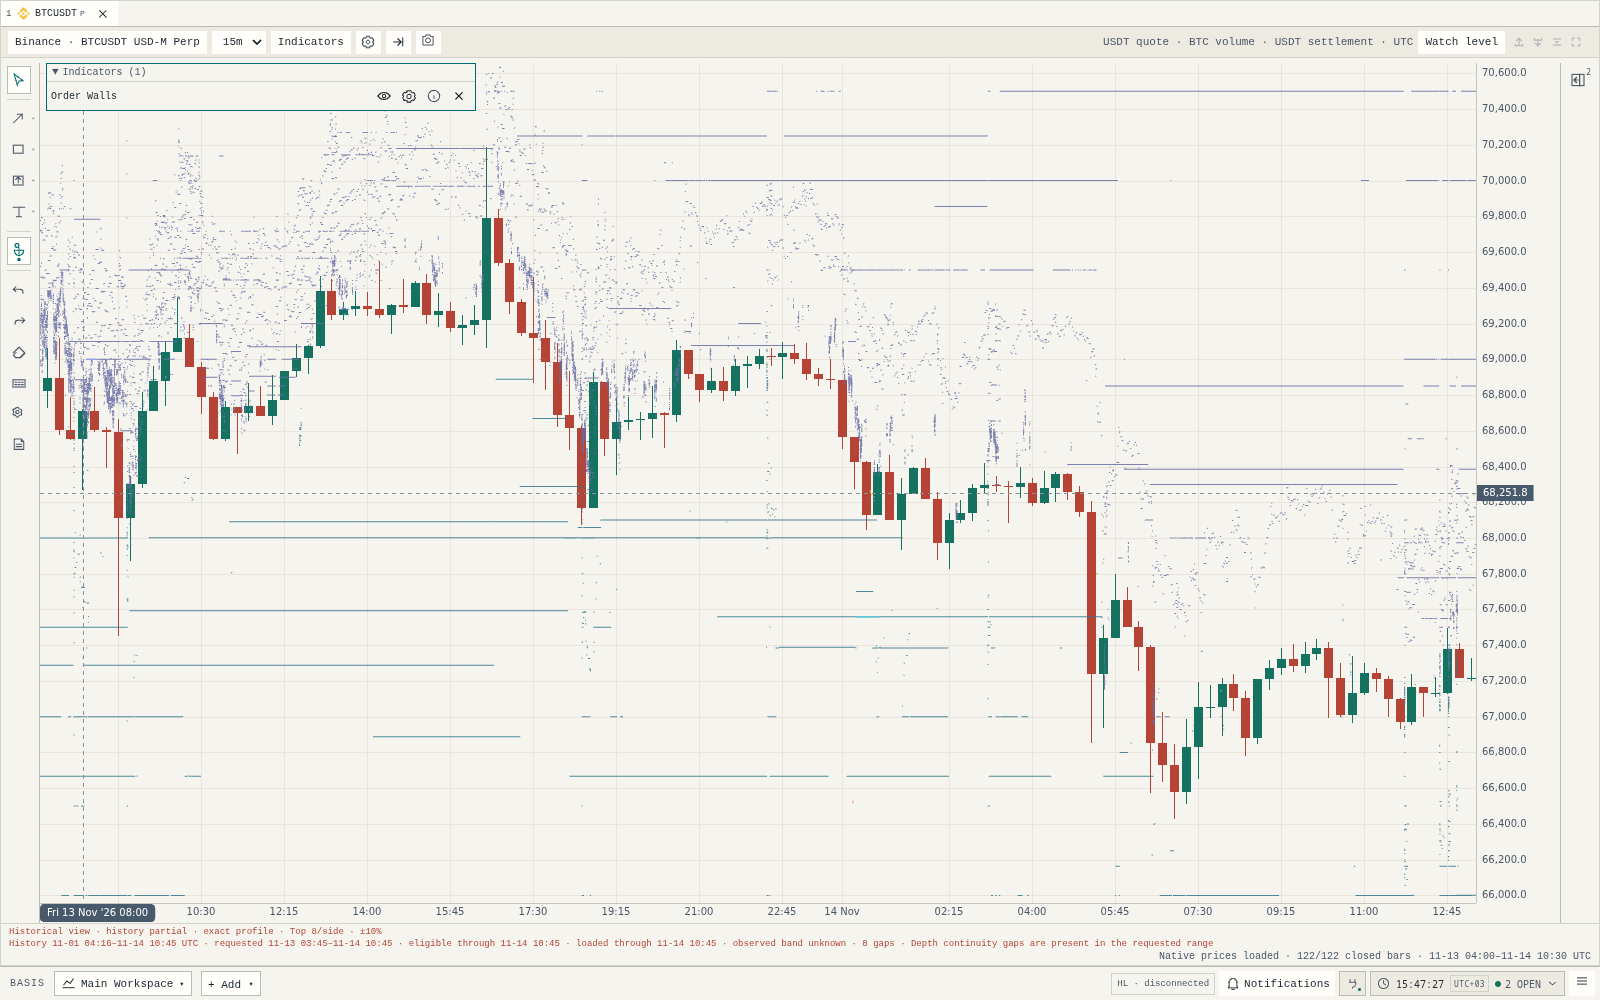 1 BTCUSDT P
Binance · BTCUSDT USD-M Perp 15m Indicators USDT quote · BTC volume · USDT settlement · UTC Watch level
▼ Indicators (1)
Order Walls
2
70,600.0
70,400.0
70,200.0
70,000.0
69,800.0
69,600.0
69,400.0
69,200.0
69,000.0
68,800.0
68,600.0
68,400.0
68,251.8
68,200.0
68,000.0
67,800.0
67,600.0
67,400.0
67,200.0
67,000.0
66,800.0
66,600.0
66,400.0
66,200.0
66,000.0
Fri 13 Nov '26 08:00 10:30 12:15 14:00 15:45 17:30 19:15 21:00 22:45 14 Nov 02:15 04:00 05:45 07:30 09:15 11:00 12:45
Historical view · history partial · exact profile · Top 8/side · ±10%
History 11-01 04:16–11-14 10:45 UTC · requested 11-13 03:45–11-14 10:45 · eligible through 11-14 10:45 · loaded through 11-14 10:45 · observed band unknown · 8 gaps · Depth continuity gaps are present in the requested range
Native prices loaded · 122/122 closed bars · 11-13 04:00–11-14 10:30 UTC
BASIS Main Workspace + Add HL · disconnected Notifications 15:47:27 UTC+03 2 OPEN